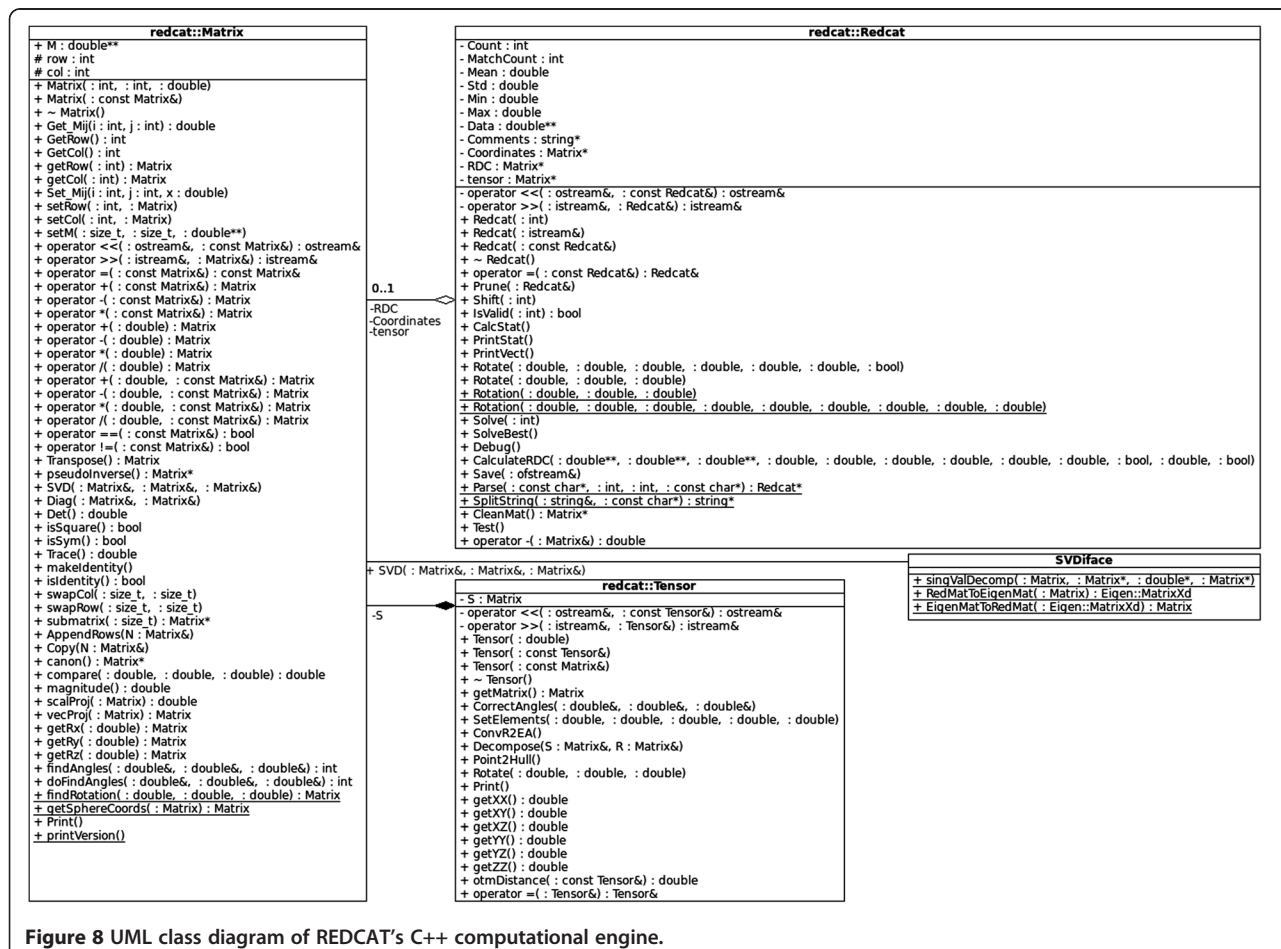 redcat::Matrix
+ M : double**
# row : int
# col : int
+ Matrix( : int, : int, : double)
+ Matrix( : const Matrix&)
+ ~ Matrix()
+ Get_Mij(i : int, j : int) : double
+ GetRow() : int
+ GetCol() : int
+ getRow( : int) : Matrix
+ getCol( : int) : Matrix
+ Set_Mij(i : int, j : int, x : double)
+ setRow( : int, : Matrix)
+ setCol( : int, : Matrix)
+ setM( : size_t, : size_t, : double**)
+ operator <<( : ostream&, : const Matrix&) : ostream&
+ operator >>( : istream&, : Matrix&) : istream&
+ operator =( : const Matrix&) : const Matrix&
+ operator +( : const Matrix&) : Matrix
+ operator -( : const Matrix&) : Matrix
+ operator *( : const Matrix&) : Matrix
+ operator +( : double) : Matrix
+ operator -( : double) : Matrix
+ operator *( : double) : Matrix
+ operator /( : double) : Matrix
+ operator +( : double, : const Matrix&) : Matrix
+ operator -( : double, : const Matrix&) : Matrix
+ operator *( : double, : const Matrix&) : Matrix
+ operator /( : double, : const Matrix&) : Matrix
+ operator ==( : const Matrix&) : bool
+ operator !=( : const Matrix&) : bool
+ Transpose() : Matrix
+ pseudoInverse() : Matrix*
+ SVD( : Matrix&, : Matrix&, : Matrix&)
+ Diag( : Matrix&, : Matrix&)
+ Det() : double
+ isSquare() : bool
+ isSym() : bool
+ Trace() : double
+ makeIdentity()
+ isIdentity() : bool
+ swapCol( : size_t, : size_t)
+ swapRow( : size_t, : size_t)
+ submatrix( : size_t) : Matrix*
+ AppendRows(N : Matrix&)
+ Copy(N : Matrix&)
+ canon() : Matrix*
+ compare( : double, : double, : double) : double
+ magnitude() : double
+ scalProj( : Matrix) : double
+ vecProj( : Matrix) : Matrix
+ getRx( : double) : Matrix
+ getRy( : double) : Matrix
+ getRz( : double) : Matrix
+ findAngles( : double&, : double&, : double&) : int
+ doFindAngles( : double&, : double&, : double&) : int
+ findRotation( : double, : double, : double) : Matrix
+ getSphereCoords( : Matrix) : Matrix
+ Print()
+ printVersion()
0..1
-RDC
-Coordinates
-tensor
redcat::Redcat
- Count : int
- MatchCount : int
- Mean : double
- Std : double
- Min : double
- Max : double
- Data : double**
- Comments : string*
- Coordinates : Matrix*
- RDC : Matrix*
- tensor : Matrix*
- operator <<( : ostream&, : const Redcat&) : ostream&
- operator >>( : istream&, : Redcat&) : istream&
+ Redcat( : int)
+ Redcat( : istream&)
+ Redcat( : const Redcat&)
+ ~ Redcat()
+ operator =( : const Redcat&) : Redcat&
+ Prune( : Redcat&)
+ Shift( : int)
+ IsValid( : int) : bool
+ CalcStat()
+ PrintStat()
+ PrintVect()
+ Rotate( : double, : double, : double, : double, : double, : double, : bool)
+ Rotate( : double, : double, : double)
+ Rotation( : double, : double, : double)
+ Rotation( : double, : double, : double, : double, : double, : double, : double, : double, : double)
+ Solve( : int)
+ SolveBest()
+ Debug()
+ CalculateRDC( : double**, : double**, : double**, : double, : double, : double, : double, : double, : double, : bool, : double, : bool)
+ Save( : ofstream&)
+ Parse( : const char*, : int, : int, : const char*) : Redcat*
+ SplitString( : string&, : const char*) : string*
+ CleanMat() : Matrix*
+ Test()
+ operator -( : Matrix&) : double
+ SVD( : Matrix&, : Matrix&, : Matrix&)
SVDiface
+ singValDecomp( : Matrix, : Matrix*, : double*, : Matrix*)
+ RedMatToEigenMat( : Matrix) : Eigen::MatrixXd
+ EigenMatToRedMat( : Eigen::MatrixXd) : Matrix
-S
redcat::Tensor
- S : Matrix
- operator <<( : ostream&, : const Tensor&) : ostream&
- operator >>( : istream&, : Tensor&) : istream&
+ Tensor( : double)
+ Tensor( : const Tensor&)
+ Tensor( : const Matrix&)
+ ~ Tensor()
+ getMatrix() : Matrix
+ CorrectAngles( : double&, : double&, : double&)
+ SetElements( : double, : double, : double, : double, : double)
+ ConvR2EA()
+ Decompose(S : Matrix&, R : Matrix&)
+ Point2Hull()
+ Rotate( : double, : double, : double)
+ Print()
+ getXX() : double
+ getXY() : double
+ getXZ() : double
+ getYY() : double
+ getYZ() : double
+ getZZ() : double
+ otmDistance( : const Tensor&) : double
+ operator =( : Tensor&) : Tensor&
Figure 8 UML class diagram of REDCAT's C++ computational engine.